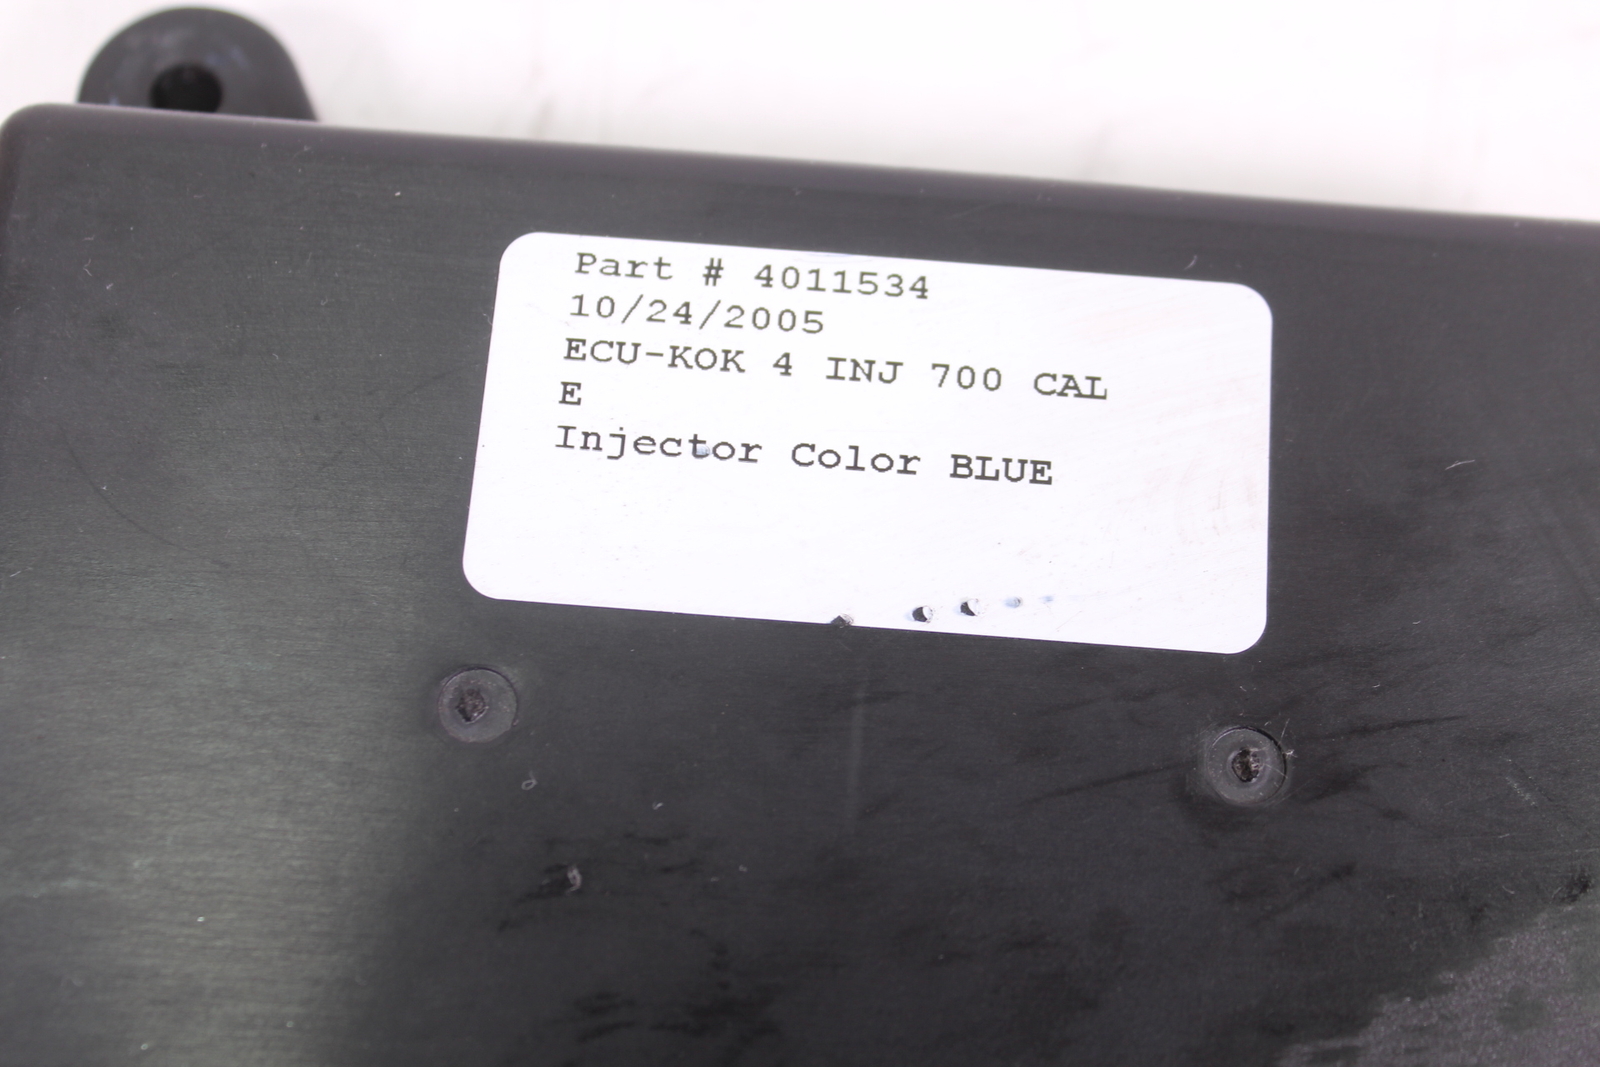 Part # 4011534
10/24/2005
ECU-KOK 4 INJ 700 CAL
E
Injector Color BLUE